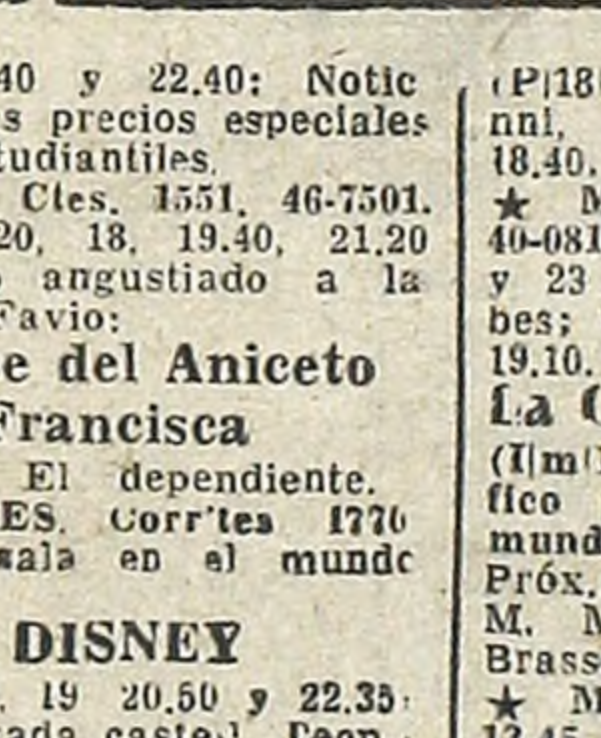 40 y 22.40: Notic
s precios especiales
tudiantiles.
Ctes. 1551. 46-7501.
20, 18, 19.40, 21.20
angustiado a la
Favio:
e del Aniceto
Francisca
El dependiente.
ES. Corr'tes 1770
sala en el mundo
DISNEY
19 20.50 y 22.35:
(P|18
nni,
18.40.
★ M
40-081
y 23
bes;
19.10.
La
fico
mund
Próx.
M. M
Brass
★ M